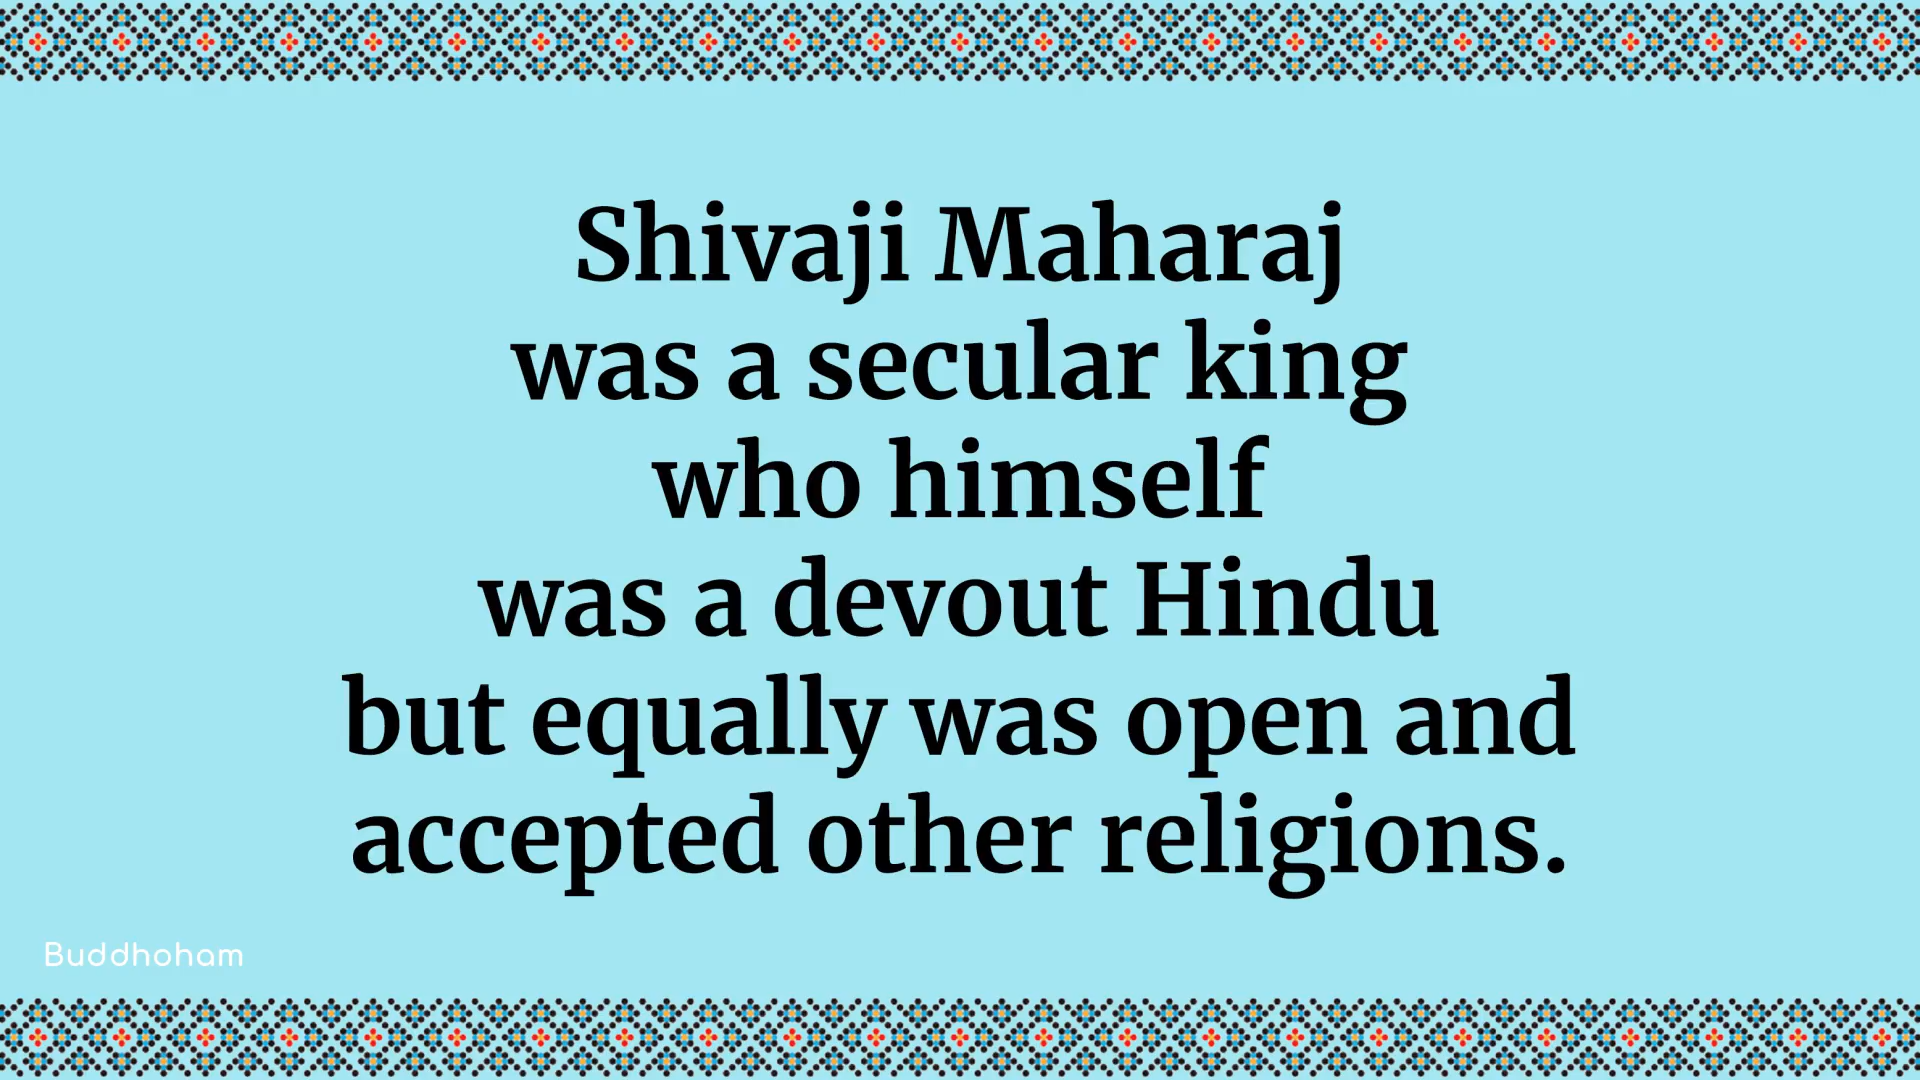 Shivaji Maharaj
was a secular king
who himself
was a devout Hindu
but equally was open and
accepted other religions.
Buddhoham